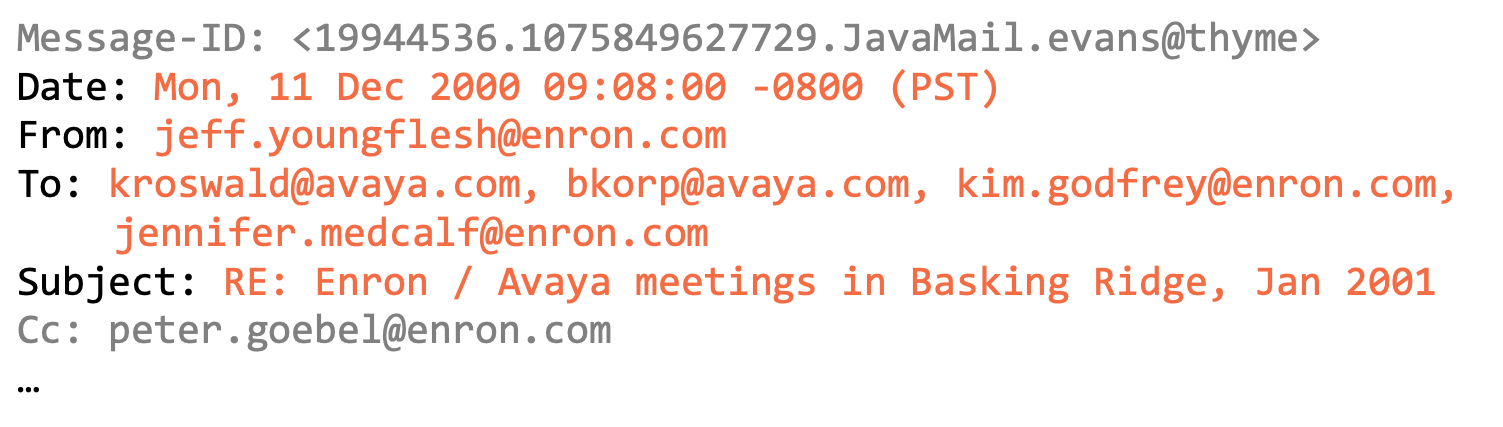 Message-ID: <19944536.1075849627729.JavaMail.evans@thyme>
Date: Mon, 11 Dec 2000 09:08:00 -0800 (PST)
From: jeff.youngflesh@enron.com
To: kroswald@avaya.com, bkorp@avaya.com, kim.godfrey@enron.com,
jennifer.medcalf@enron.com
Subject: RE: Enron / Avaya meetings in Basking Ridge, Jan 2001
Cc: peter.goebel@enron.com
…